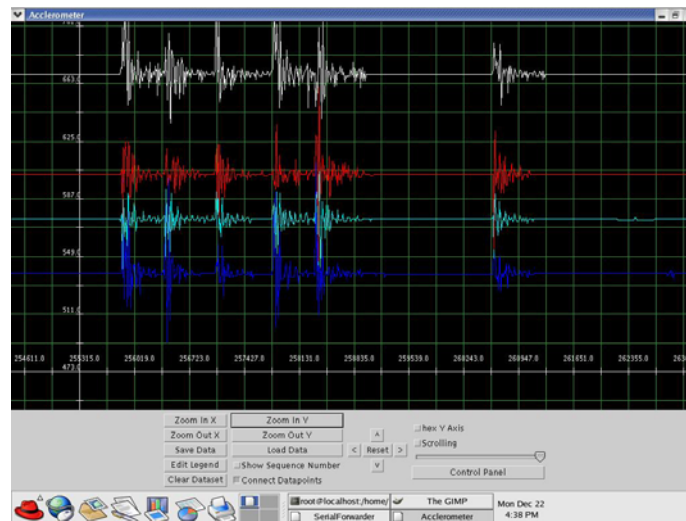 Acclerometer
701.0
663.0
625.0
587.0
549.0
511.0
254611.0 255315.0 256019.0 256723.0 257427.0 258131.0 258835.0 259539.0 260243.0 260947.0 261651.0 262355.0 263
473.0
Zoom In X Zoom In Y
Zoom Out X Zoom Out Y ^ hex Y Axis
Save Data Load Data < Reset > Scrolling
Edit Legend Show Sequence Number v
Clear Dataset Connect Datapoints Control Panel
root@localhost:/home/ The GIMP Mon Dec 22
SerialForwarder Acclerometer 4:38 PM